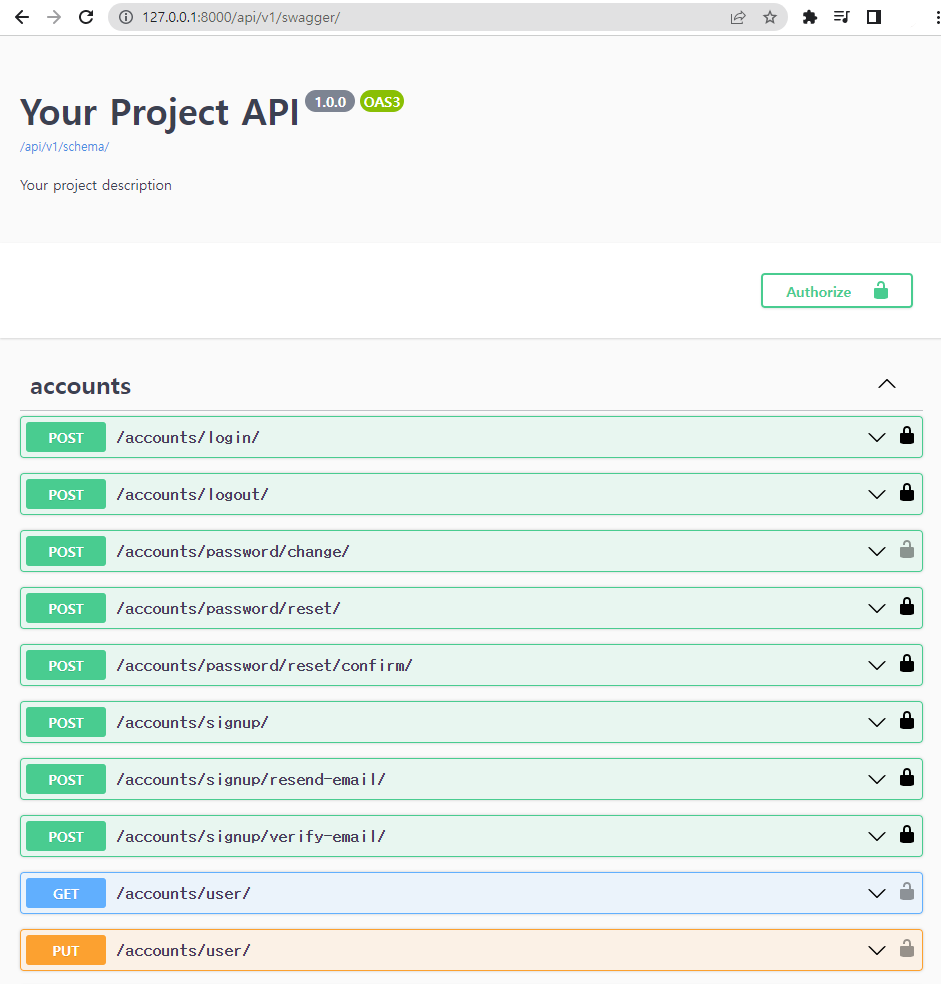 127.0.0.1:8000/api/v1/swagger/
Your Project API 1.0.0 OAS3
/api/v1/schema/
Your project description
Authorize
accounts
POST /accounts/login/
POST /accounts/logout/
POST /accounts/password/change/
POST /accounts/password/reset/
POST /accounts/password/reset/confirm/
POST /accounts/signup/
POST /accounts/signup/resend-email/
POST /accounts/signup/verify-email/
GET /accounts/user/
PUT /accounts/user/